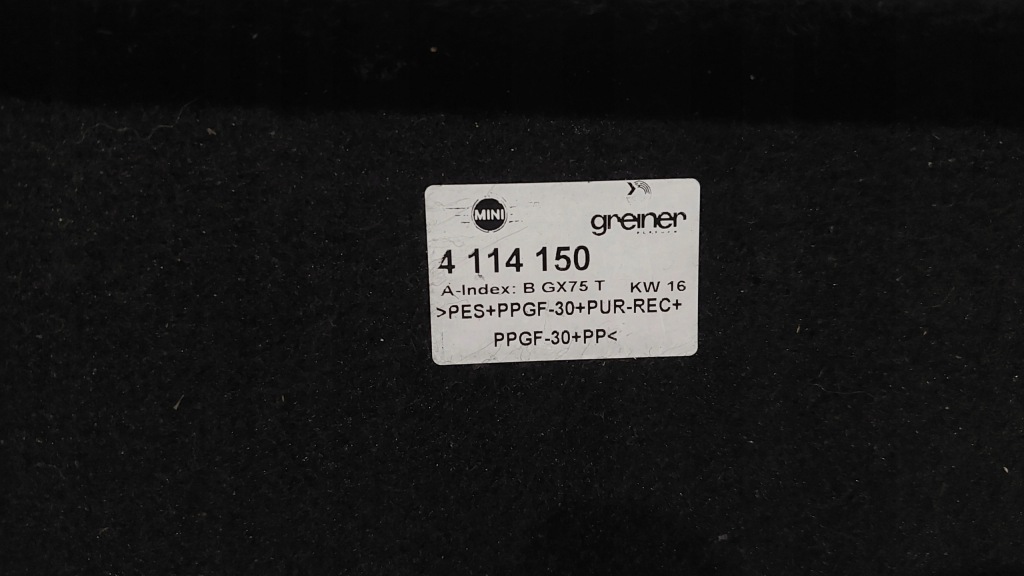 MINI
greiner
4 114 150
A-Index: B GX75 T KW 16
>PES+PPGF-30+PUR-REC+
PPGF-30+PP<